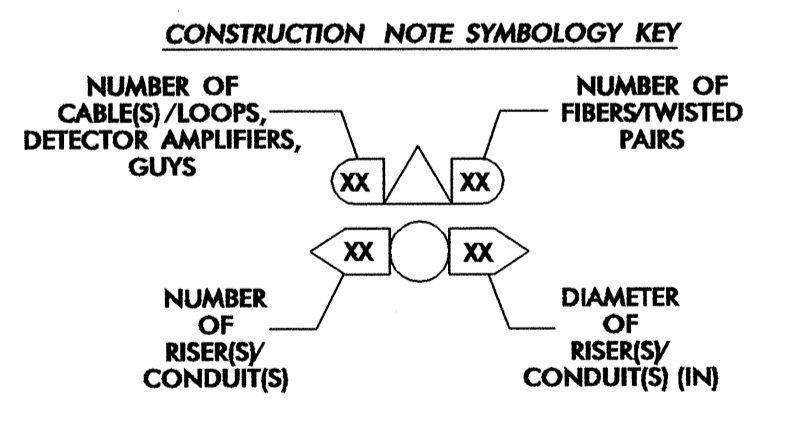 CONSTRUCTION NOTE SYMBOLOGY KEY
NUMBER OF
CABLE(S)/LOOPS,
DETECTOR AMPLIFIERS,
GUYS
NUMBER OF
FIBERS/TWISTED
PAIRS
XX
XX
XX
XX
NUMBER
OF
RISER(S)/
CONDUIT(S)
DIAMETER
OF
RISER(S)/
CONDUIT(S) (IN)